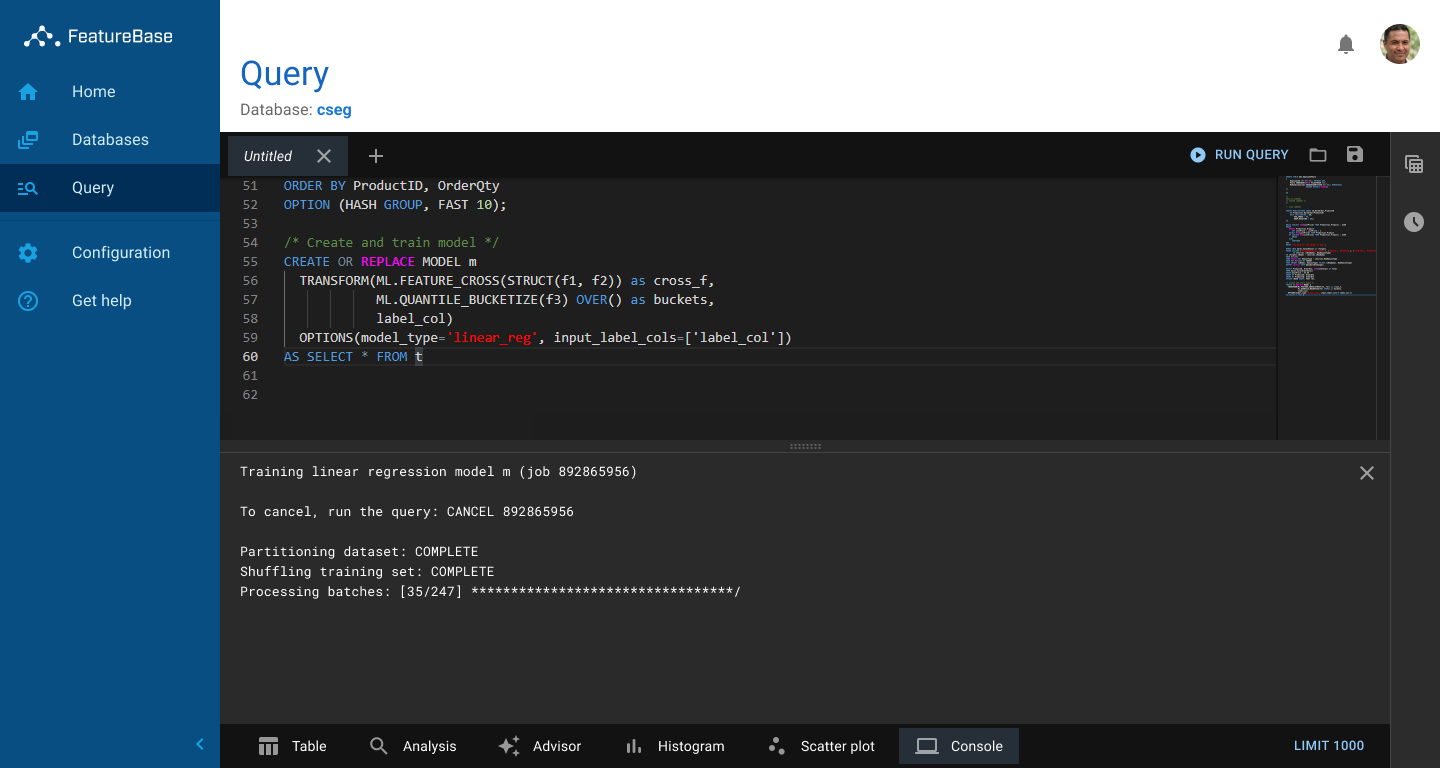 FeatureBase
Home
Databases
Query
Configuration
Get help
Query
Database: cseg
Untitled
RUN QUERY
51 ORDER BY ProductID, OrderQty
52 OPTION (HASH GROUP, FAST 10);
53
54 /* Create and train model */
55 CREATE OR REPLACE MODEL m
56 TRANSFORM(ML.FEATURE_CROSS(STRUCT(f1, f2)) as cross_f,
57 ML.QUANTILE_BUCKETIZE(f3) OVER() as buckets,
58 label_col)
59 OPTIONS(model_type='linear_reg', input_label_cols=['label_col'])
60 AS SELECT * FROM t
61
62
Training linear regression model m (job 892865956)
To cancel, run the query: CANCEL 892865956
Partitioning dataset: COMPLETE
Shuffling training set: COMPLETE
Processing batches: [35/247] *********************************/
Table
Analysis
Advisor
Histogram
Scatter plot
Console
LIMIT 1000